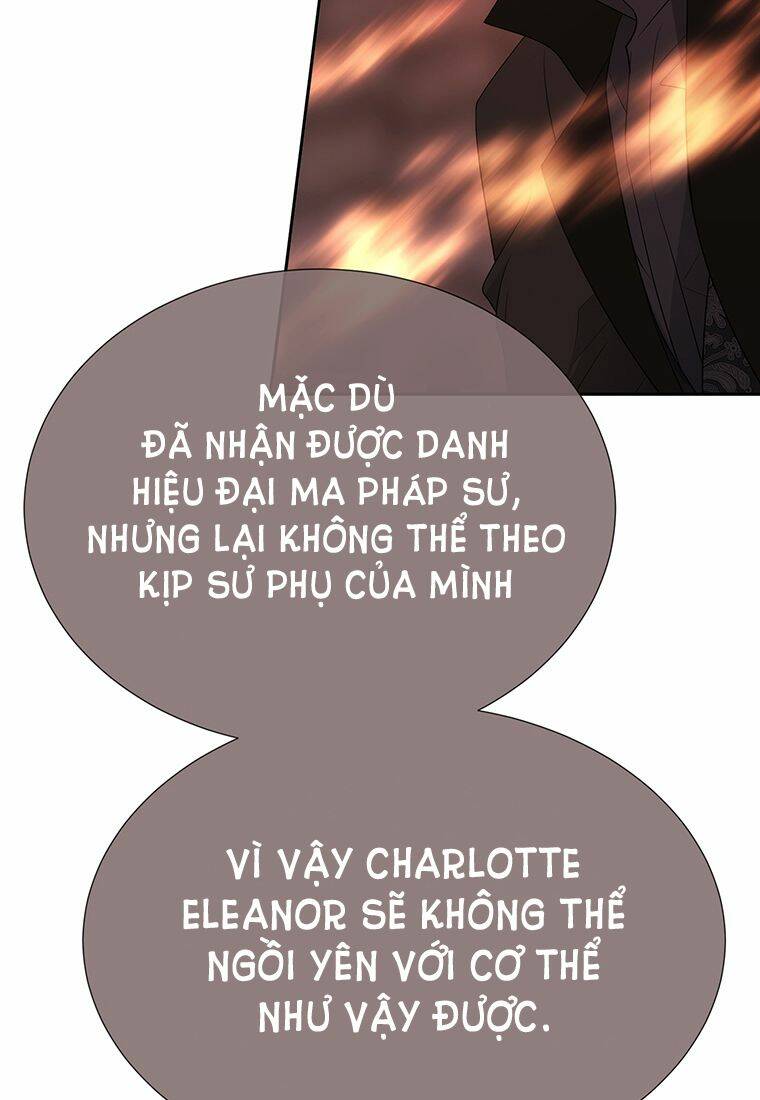 MẶC DÙ
ĐÃ NHẬN ĐƯỢC DANH
HIỆU ĐẠI MA PHÁP SƯ,
NHƯNG LẠI KHÔNG THỂ THEO
KỊP SƯ PHỤ CỦA MÌNH
VÌ VẬY CHARLOTTE
ELEANOR SẼ KHÔNG THỂ
NGỒI YÊN VỚI CƠ THỂ
NHƯ VẬY ĐƯỢC.